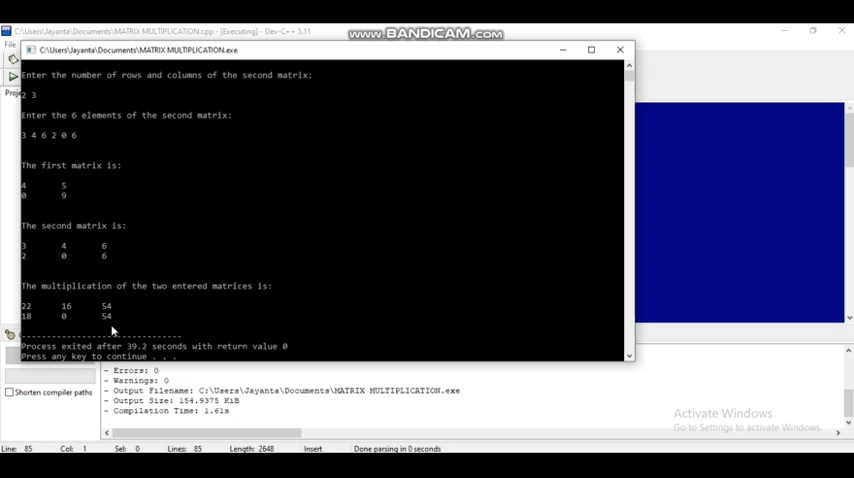 C:\Users\Jayanta\Documents\MATRIX MULTIPLICATION.cpp - [Executing] - Dev-C++ 5.11
www.BANDICAM.com
File
C:\Users\Jayanta\Documents\MATRIX MULTIPLICATION.exe
Enter the number of rows and columns of the second matrix:
2 3
Enter the 6 elements of the second matrix:
3 4 6 2 0 6
The first matrix is:
4 5
0 9
The second matrix is:
3 4 6
2 0 6
The multiplication of the two entered matrices is:
22 16 54
18 0 54
--------------------------------
Process exited after 39.2 seconds with return value 0
Press any key to continue . . .
Shorten compiler paths
- Errors: 0
- Warnings: 0
- Output Filename: C:\Users\Jayanta\Documents\MATRIX MULTIPLICATION.exe
- Output Size: 154.9375 KiB
- Compilation Time: 1.61s
Activate Windows
Go to Settings to activate Windows.
Line: 85 Col: 1 Sel: 0 Lines: 85 Length: 2648 Insert Done parsing in 0 seconds